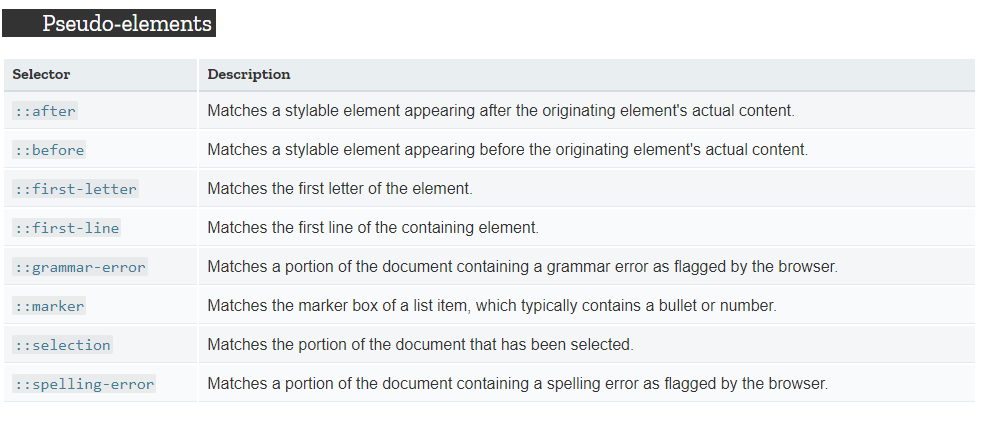 Pseudo-elements
Selector Description
::after Matches a stylable element appearing after the originating element's actual content.
::before Matches a stylable element appearing before the originating element's actual content.
::first-letter Matches the first letter of the element.
::first-line Matches the first line of the containing element.
::grammar-error Matches a portion of the document containing a grammar error as flagged by the browser.
::marker Matches the marker box of a list item, which typically contains a bullet or number.
::selection Matches the portion of the document that has been selected.
::spelling-error Matches a portion of the document containing a spelling error as flagged by the browser.